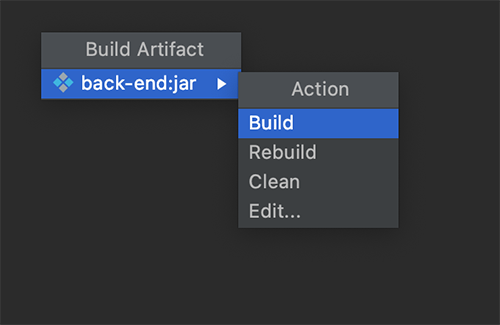 Build Artifact
back-end:jar
Action
Build
Rebuild
Clean
Edit...